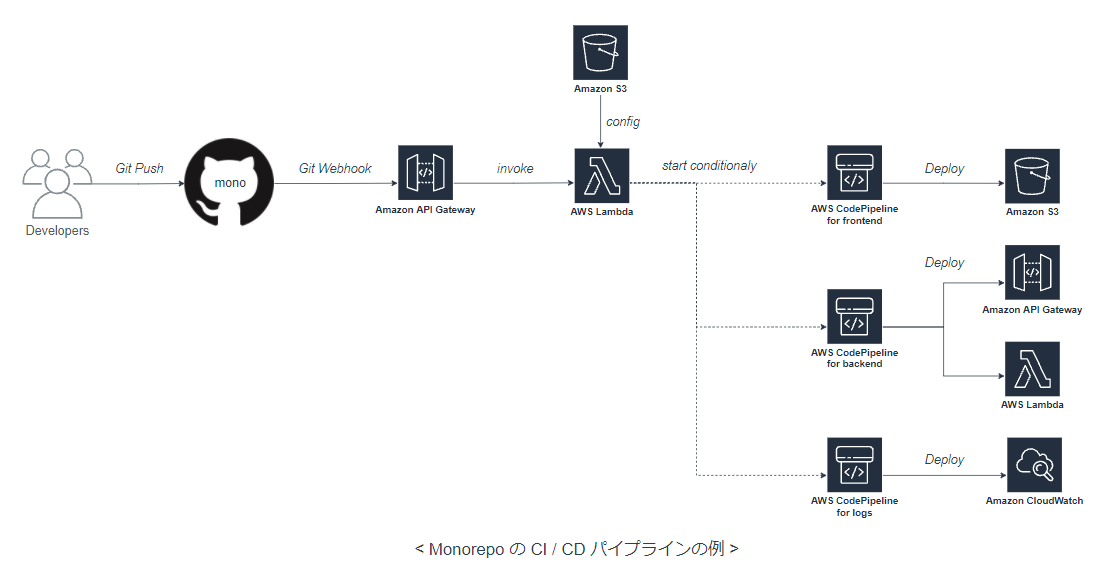 Amazon S3
config
Git Push
mono
Git Webhook
invoke
start conditionaly
Deploy
Developers
Amazon API Gateway
AWS Lambda
AWS CodePipeline
for frontend
Amazon S3
Deploy
Amazon API Gateway
AWS CodePipeline
for backend
AWS Lambda
Deploy
AWS CodePipeline
for logs
Amazon CloudWatch
< Monorepo の CI / CD パイプラインの例 >